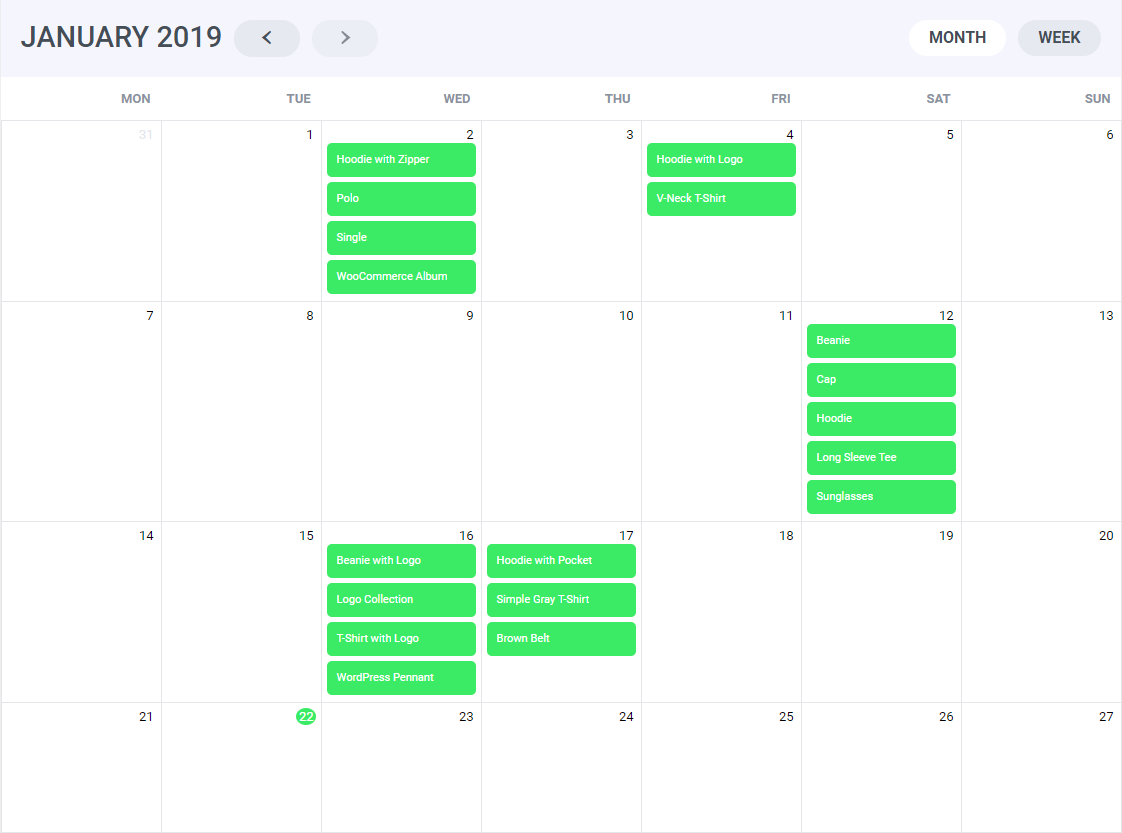 JANUARY 2019
MONTH
WEEK
MON TUE WED THU FRI SAT SUN
31 1 2 3 4 5 6
Hoodie with Zipper
Polo
Single
WooCommerce Album
Hoodie with Logo
V-Neck T-Shirt
7 8 9 10 11 12 13
Beanie
Cap
Hoodie
Long Sleeve Tee
Sunglasses
14 15 16 17 18 19 20
Beanie with Logo
Logo Collection
T-Shirt with Logo
WordPress Pennant
Hoodie with Pocket
Simple Gray T-Shirt
Brown Belt
21 22 23 24 25 26 27